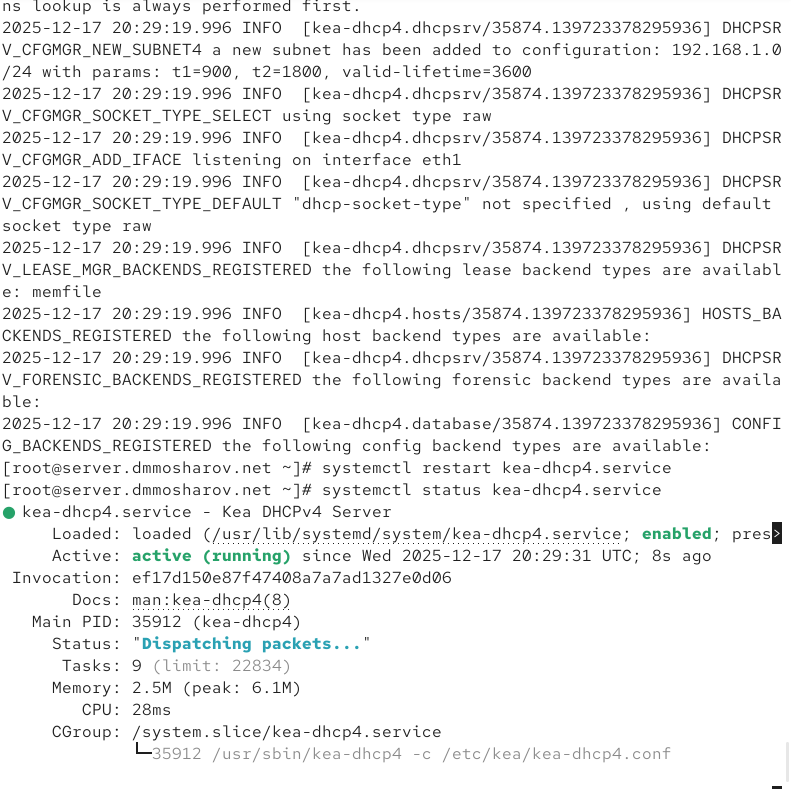 ns lookup is always performed first.
2025-12-17 20:29:19.996 INFO  [kea-dhcp4.dhcpsrv/35874.139723378295936] DHCPSR
V_CFGMGR_NEW_SUBNET4 a new subnet has been added to configuration: 192.168.1.0
/24 with params: t1=900, t2=1800, valid-lifetime=3600
2025-12-17 20:29:19.996 INFO  [kea-dhcp4.dhcpsrv/35874.139723378295936] DHCPSR
V_CFGMGR_SOCKET_TYPE_SELECT using socket type raw
2025-12-17 20:29:19.996 INFO  [kea-dhcp4.dhcpsrv/35874.139723378295936] DHCPSR
V_CFGMGR_ADD_IFACE listening on interface eth1
2025-12-17 20:29:19.996 INFO  [kea-dhcp4.dhcpsrv/35874.139723378295936] DHCPSR
V_CFGMGR_SOCKET_TYPE_DEFAULT "dhcp-socket-type" not specified , using default
socket type raw
2025-12-17 20:29:19.996 INFO  [kea-dhcp4.dhcpsrv/35874.139723378295936] DHCPSR
V_LEASE_MGR_BACKENDS_REGISTERED the following lease backend types are availabl
e: memfile
2025-12-17 20:29:19.996 INFO  [kea-dhcp4.hosts/35874.139723378295936] HOSTS_BA
CKENDS_REGISTERED the following host backend types are available:
2025-12-17 20:29:19.996 INFO  [kea-dhcp4.dhcpsrv/35874.139723378295936] DHCPSR
V_FORENSIC_BACKENDS_REGISTERED the following forensic backend types are availa
ble:
2025-12-17 20:29:19.996 INFO  [kea-dhcp4.database/35874.139723378295936] CONFI
G_BACKENDS_REGISTERED the following config backend types are available:
[root@server.dmmosharov.net ~]# systemctl restart kea-dhcp4.service
[root@server.dmmosharov.net ~]# systemctl status kea-dhcp4.service
● kea-dhcp4.service - Kea DHCPv4 Server
Loaded: loaded (/usr/lib/systemd/system/kea-dhcp4.service; enabled; pres>
Active: active (running) since Wed 2025-12-17 20:29:31 UTC; 8s ago
Invocation: ef17d150e87f47408a7a7ad1327e0d06
Docs: man:kea-dhcp4(8)
Main PID: 35912 (kea-dhcp4)
Status: "Dispatching packets..."
Tasks: 9 (limit: 22834)
Memory: 2.5M (peak: 6.1M)
CPU: 28ms
CGroup: /system.slice/kea-dhcp4.service
└─35912 /usr/sbin/kea-dhcp4 -c /etc/kea/kea-dhcp4.conf